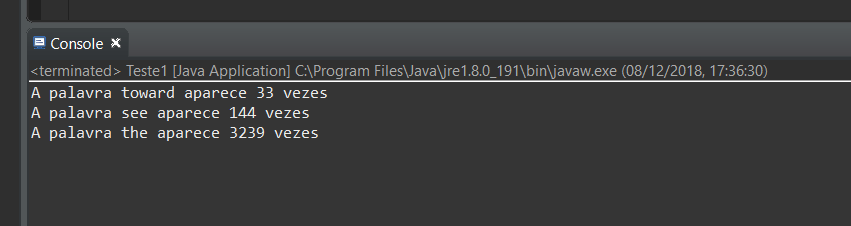 Console
<terminated> Teste1 [Java Application] C:\Program Files\Java\jre1.8.0_191\bin\javaw.exe (08/12/2018, 17:36:30)
A palavra toward aparece 33 vezes
A palavra see aparece 144 vezes
A palavra the aparece 3239 vezes